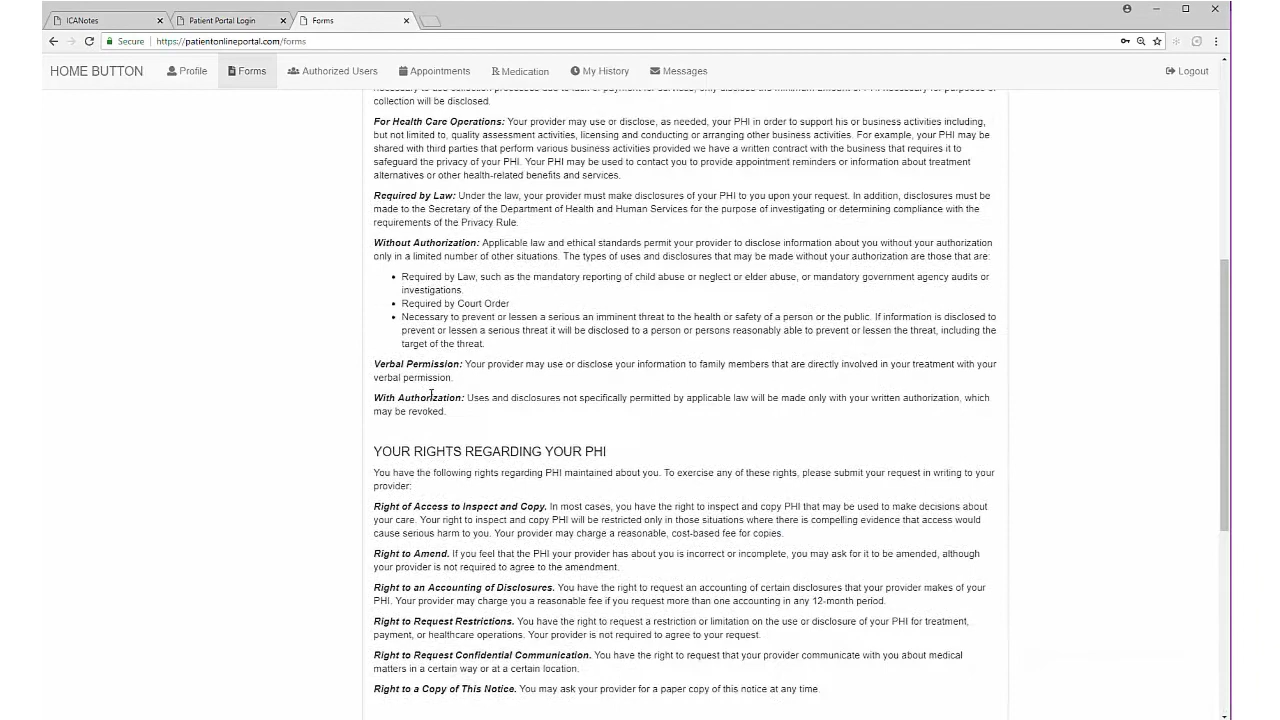 ICANotes
Patient Portal Login
Forms
Secure
https://patientonlineportal.com/forms
HOME BUTTON
Profile
Forms
Authorized Users
Appointments
Medication
My History
Messages
Logout
necessary to use collection processes due to lack of payment for services, only disclose the minimum amount of PHI necessary for purposes of
collection will be disclosed.
For Health Care Operations: Your provider may use or disclose, as needed, your PHI in order to support his or business activities including,
but not limited to, quality assessment activities, licensing and conducting or arranging other business activities. For example, your PHI may be
shared with third parties that perform various business activities provided we have a written contract with the business that requires it to
safeguard the privacy of your PHI. Your PHI may be used to contact you to provide appointment reminders or information about treatment
alternatives or other health-related benefits and services.
Required by Law: Under the law, your provider must make disclosures of your PHI to you upon your request. In addition, disclosures must be
made to the Secretary of the Department of Health and Human Services for the purpose of investigating or determining compliance with the
requirements of the Privacy Rule.
Without Authorization: Applicable law and ethical standards permit your provider to disclose information about you without your authorization
only in a limited number of other situations. The types of uses and disclosures that may be made without your authorization are those that are:
• Required by Law, such as the mandatory reporting of child abuse or neglect or elder abuse, or mandatory government agency audits or
investigations.
• Required by Court Order
• Necessary to prevent or lessen a serious an imminent threat to the health or safety of a person or the public. If information is disclosed to
prevent or lessen a serious threat it will be disclosed to a person or persons reasonably able to prevent or lessen the threat, including the
target of the threat.
Verbal Permission: Your provider may use or disclose your information to family members that are directly involved in your treatment with your
verbal permission.
With Authorization: Uses and disclosures not specifically permitted by applicable law will be made only with your written authorization, which
may be revoked.
YOUR RIGHTS REGARDING YOUR PHI
You have the following rights regarding PHI maintained about you. To exercise any of these rights, please submit your request in writing to your
provider:
Right of Access to Inspect and Copy. In most cases, you have the right to inspect and copy PHI that may be used to make decisions about
your care. Your right to inspect and copy PHI will be restricted only in those situations where there is compelling evidence that access would
cause serious harm to you. Your provider may charge a reasonable, cost-based fee for copies.
Right to Amend. If you feel that the PHI your provider has about you is incorrect or incomplete, you may ask for it to be amended, although
your provider is not required to agree to the amendment.
Right to an Accounting of Disclosures. You have the right to request an accounting of certain disclosures that your provider makes of your
PHI. Your provider may charge you a reasonable fee if you request more than one accounting in any 12-month period.
Right to Request Restrictions. You have the right to request a restriction or limitation on the use or disclosure of your PHI for treatment,
payment, or healthcare operations. Your provider is not required to agree to your request.
Right to Request Confidential Communication. You have the right to request that your provider communicate with you about medical
matters in a certain way or at a certain location.
Right to a Copy of This Notice. You may ask your provider for a paper copy of this notice at any time.